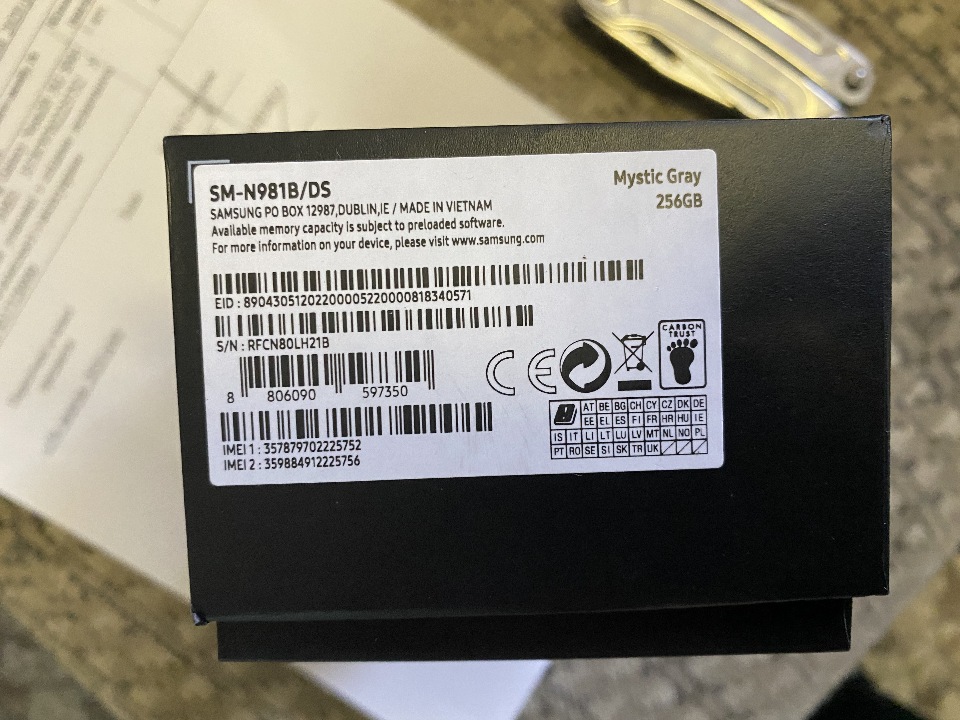 SM-N981B/DS
Mystic Gray
256GB
SAMSUNG PO BOX 12987,DUBLIN,IE / MADE IN VIETNAM
Available memory capacity is subject to preloaded software.
For more information on your device, please visit www.samsung.com
EID : 89043051202200005220000818340571
S/N : RFCN80LH21B
8 806090 597350
IMEI 1 : 357879702225752
IMEI 2 : 359884912225756
CE
CARBON TRUST
AT BE BG CH CY CZ DK DE
EE EL ES FI FR HR HU IE
IS IT LI LT LU LV MT NL NO PL
PT RO SE SI SK TR UK